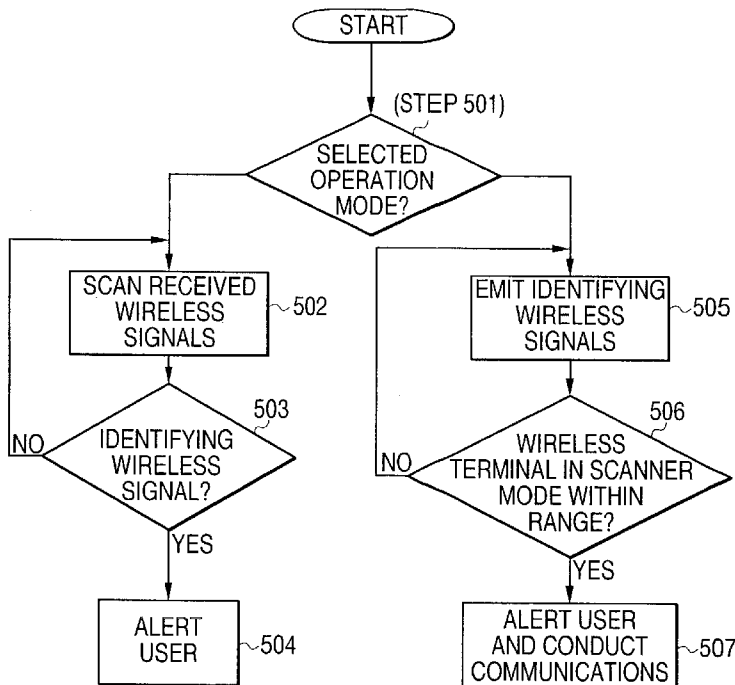 START
(STEP 501)
SELECTED
OPERATION
MODE?
SCAN RECEIVED
WIRELESS
SIGNALS
502
503
IDENTIFYING
WIRELESS
SIGNAL?
NO
YES
ALERT
USER
504
EMIT IDENTIFYING
WIRELESS
SIGNALS
505
506
WIRELESS
TERMINAL IN SCANNER
MODE WITHIN
RANGE?
NO
YES
ALERT USER
AND CONDUCT
COMMUNICATIONS
507